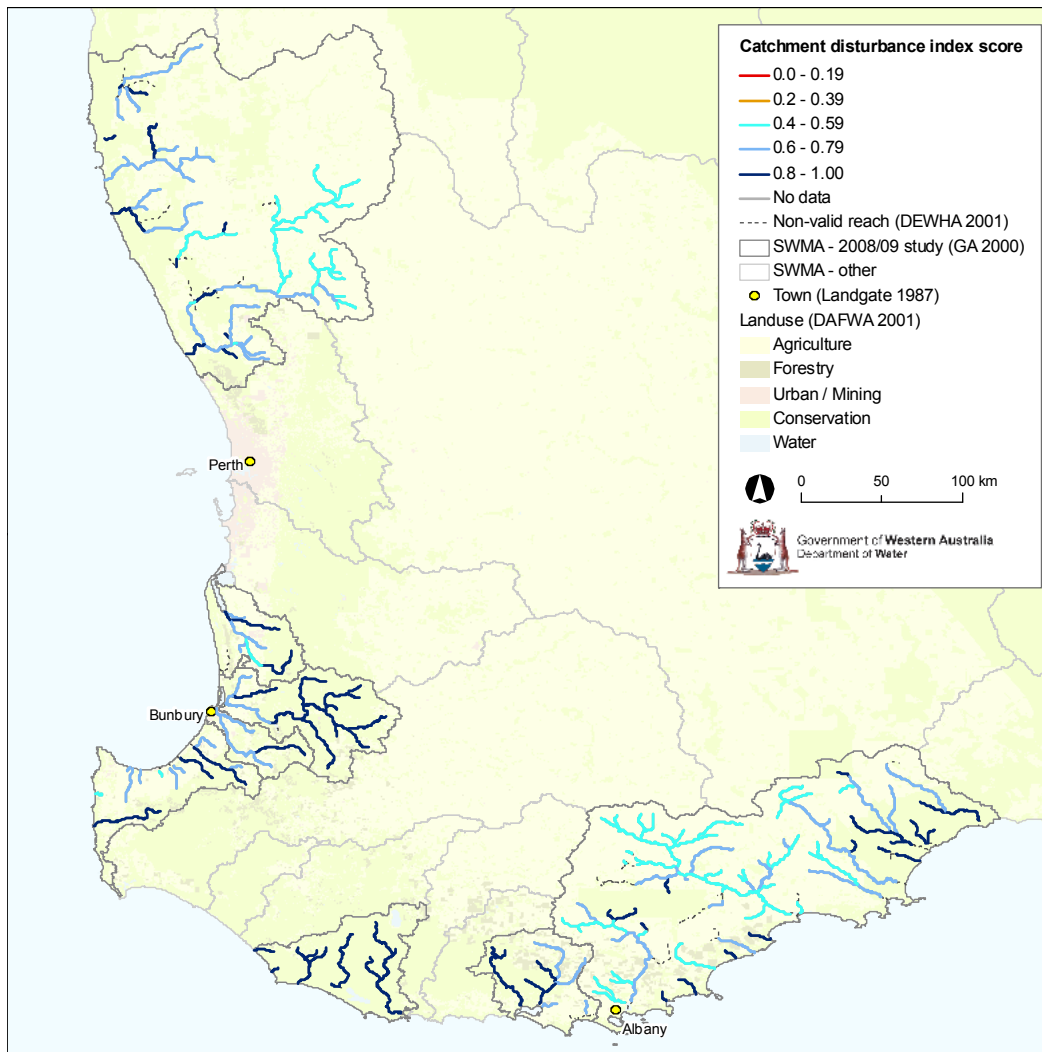 Catchment disturbance index score
0.0 - 0.19
0.2 - 0.39
0.4 - 0.59
0.6 - 0.79
0.8 - 1.00
No data
Non-valid reach (DEWHA 2001)
SWMA - 2008/09 study (GA 2000)
SWMA - other
Town (Landgate 1987)
Landuse (DAFWA 2001)
Agriculture
Forestry
Urban / Mining
Conservation
Water
0 50 100 km
Government of Western Australia
Department of Water
Perth
Bunbury
Albany